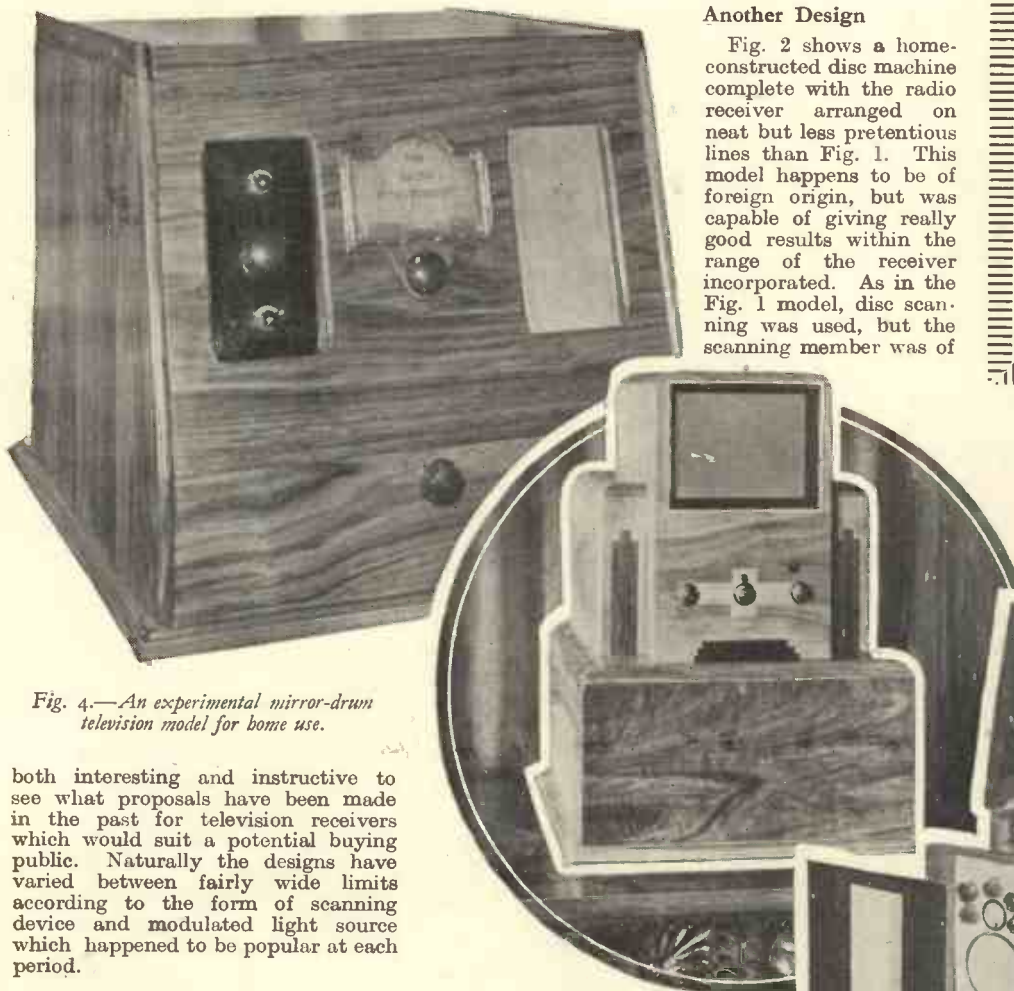 Fig. 4.—An experimental mirror-drum
television model for home use.
both interesting and instructive to
see what proposals have been made
in the past for television receivers
which would suit a potential buying
public. Naturally the designs have
varied between fairly wide limits
according to the form of scanning
device and modulated light source
which happened to be popular at each
period.
Another Design
Fig. 2 shows a home-
constructed disc machine
complete with the radio
receiver arranged on
neat but less pretentious
lines than Fig. 1. This
model happens to be of
foreign origin, but was
capable of giving really
good results within the
range of the receiver
incorporated. As in the
Fig. 1 model, disc scan-
ning was used, but the
scanning member was of